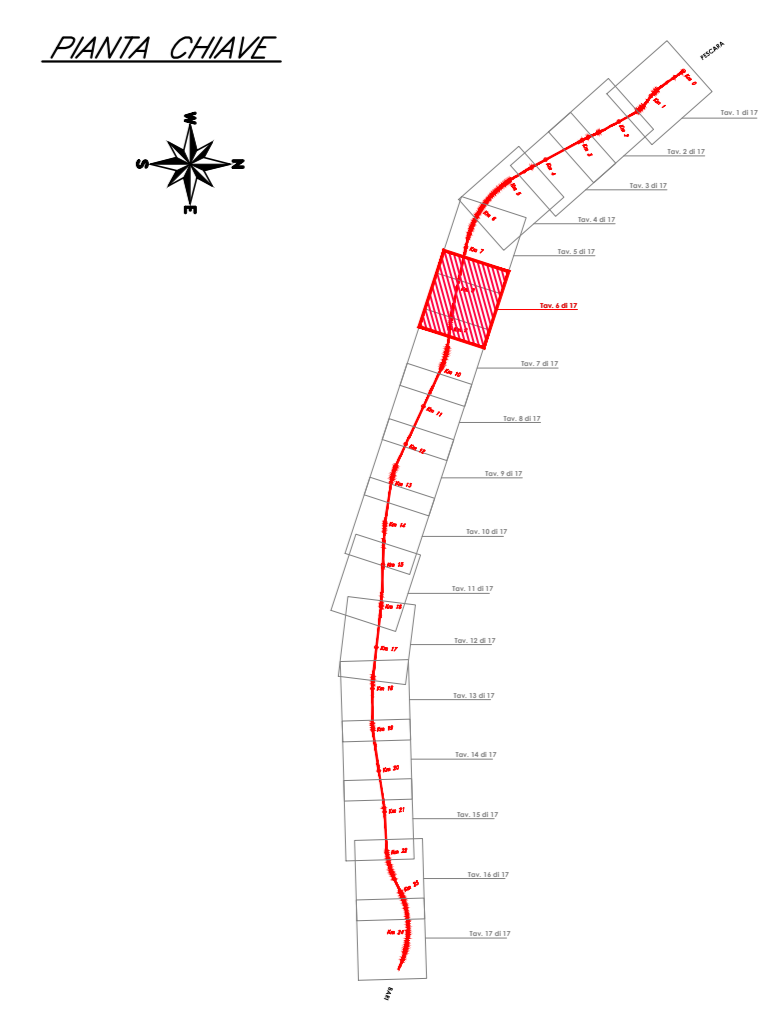 PIANTA CHIAVE
W
S
N
E
PESCARA
Km 0
Km 1
Tav. 1 di 17
Km 2
Tav. 2 di 17
Km 3
Km 4
Tav. 3 di 17
Km 5
Km 6
Tav. 4 di 17
Km 7
Tav. 5 di 17
Tav. 6 di 17
Tav. 7 di 17
Km 10
Km 11
Tav. 8 di 17
Km 12
Tav. 9 di 17
Km 13
Km 14
Tav. 10 di 17
Km 15
Tav. 11 di 17
Km 16
Tav. 12 di 17
Km 17
Km 18
Tav. 13 di 17
Km 19
Tav. 14 di 17
Km 20
Km 21
Tav. 15 di 17
Km 22
Tav. 16 di 17
Km 23
Km 24
Tav. 17 di 17
BARI